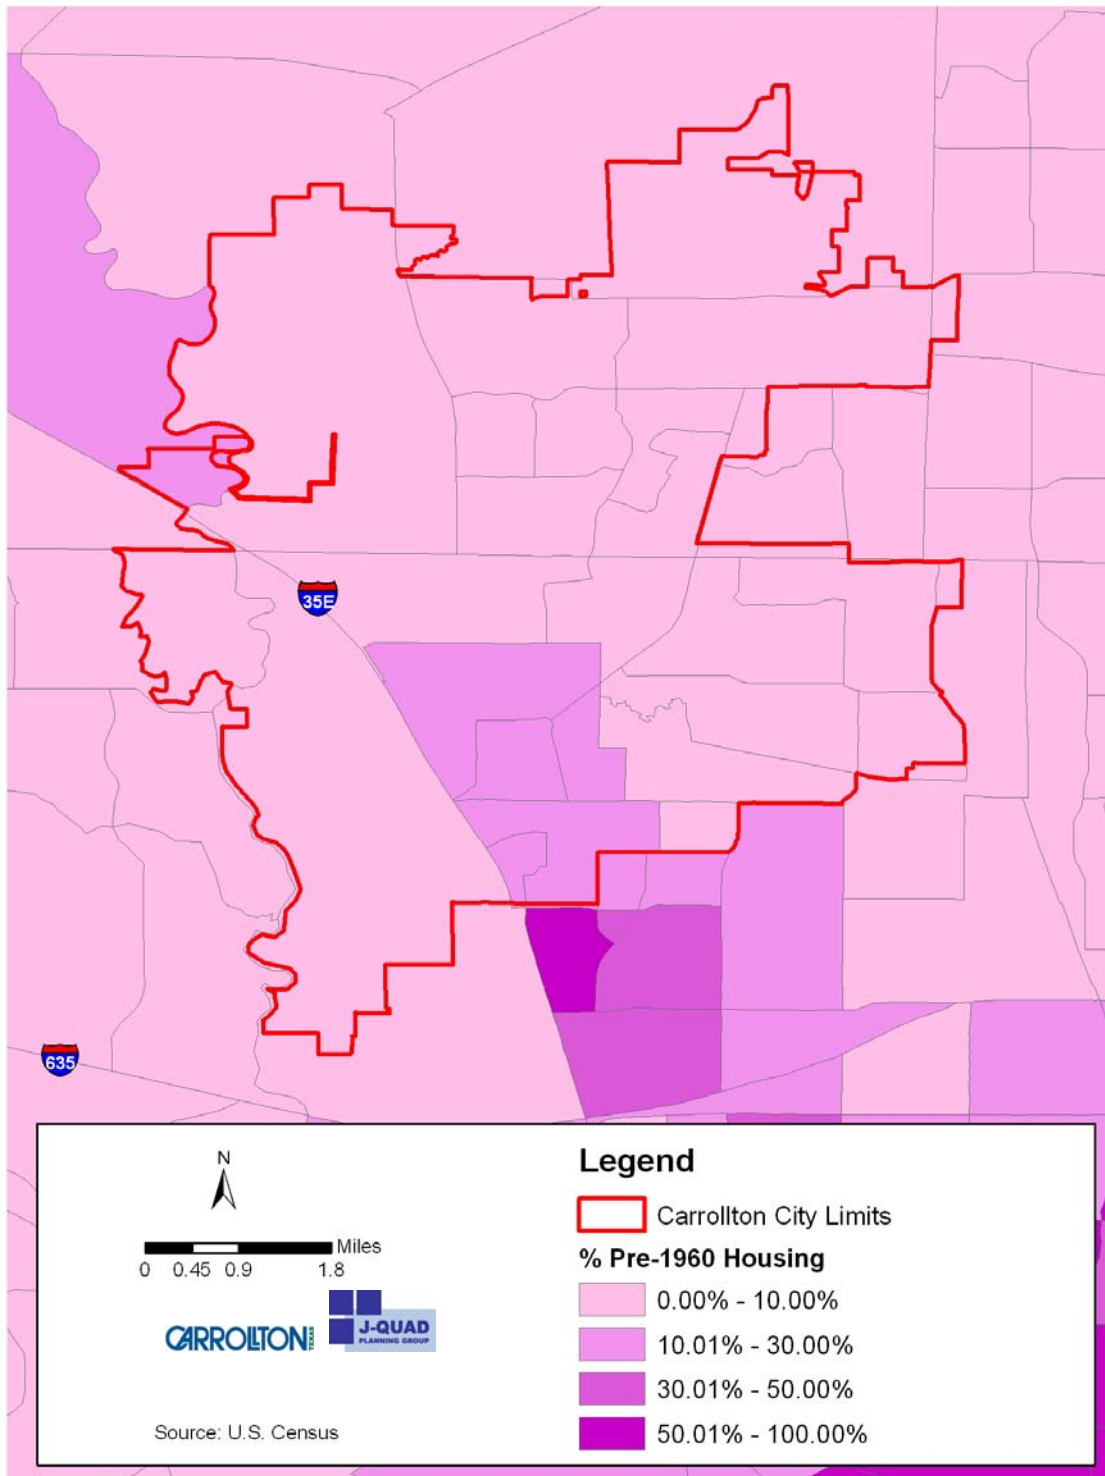 35E
635
N
Miles
0 0.45 0.9 1.8
CARROLLTON
TEXAS
J-QUAD
PLANNING GROUP
Source: U.S. Census
Legend
Carrollton City Limits
% Pre-1960 Housing
0.00% - 10.00%
10.01% - 30.00%
30.01% - 50.00%
50.01% - 100.00%